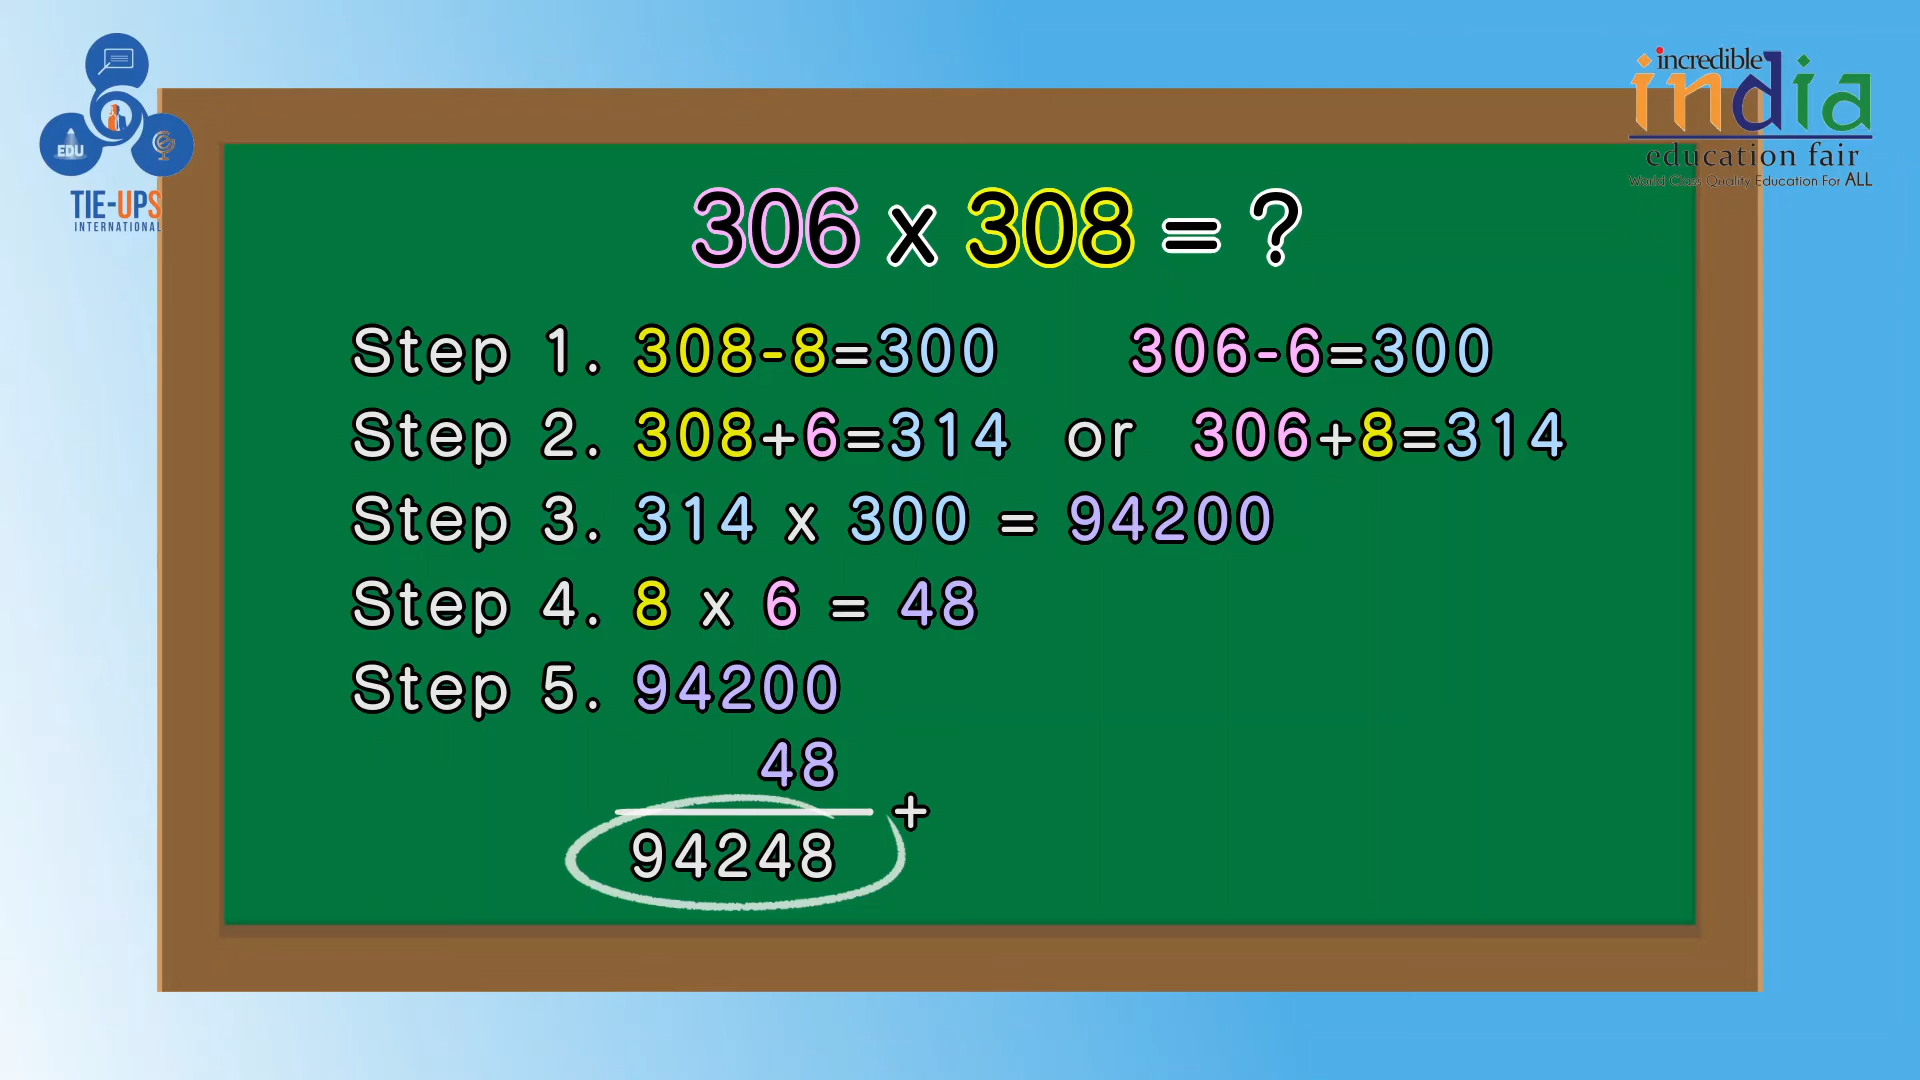 EDU
TIE-UPS
INTERNATIONAL
incredible
india
education fair
World Class Quality Education For ALL
306 x 308 = ?
Step 1. 308-8=300 306-6=300
Step 2. 308+6=314 or 306+8=314
Step 3. 314 x 300 = 94200
Step 4. 8 x 6 = 48
Step 5. 94200
48
+
94248